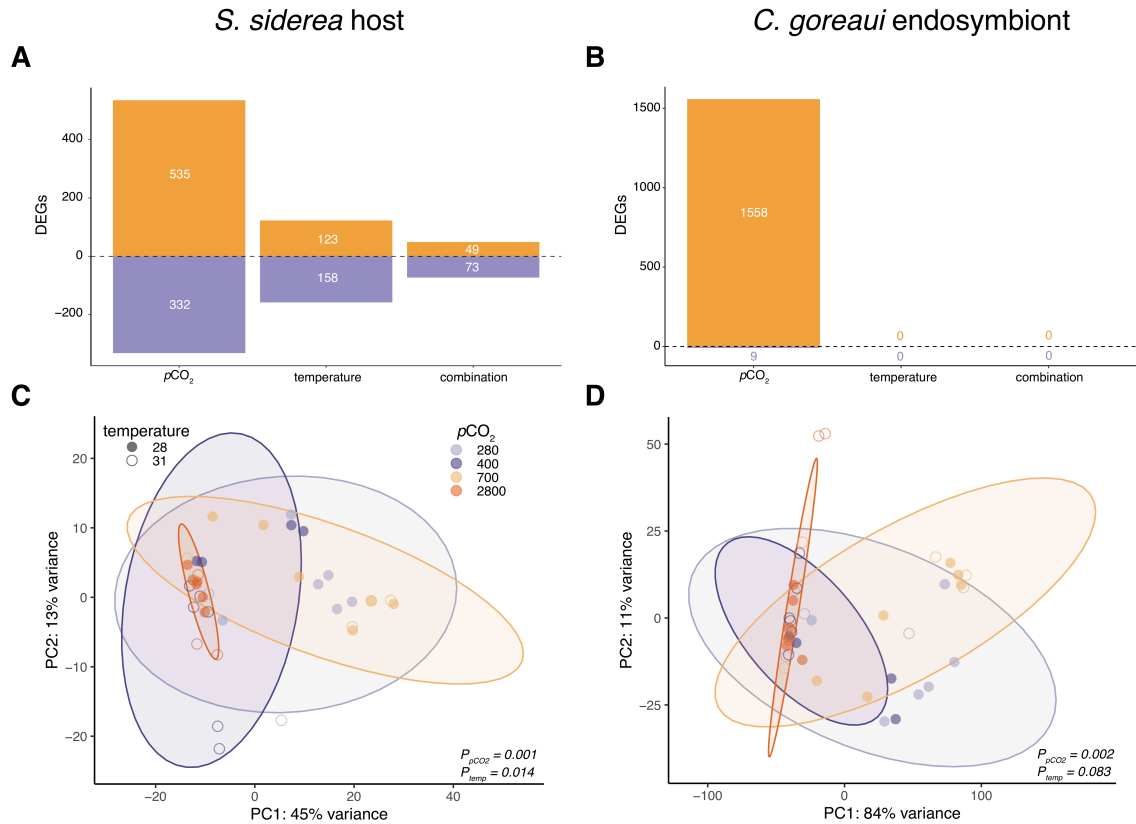 S. siderea host
C. goreaui endosymbiont
A
B
DEGs
400
200
0
−200
535
332
123
158
49
73
pCO2
temperature
combination
DEGs
1500
1000
500
0
1558
9
0
0
0
0
pCO2
temperature
combination
C
D
temperature
28
31
pCO2
280
400
700
2800
PC2: 13% variance
20
10
0
−10
−20
−20
0
20
40
PC1: 45% variance
PpCO2 = 0.001
Ptemp = 0.014
PC2: 11% variance
50
25
0
−25
−100
0
100
PC1: 84% variance
PpCO2 = 0.002
Ptemp = 0.083